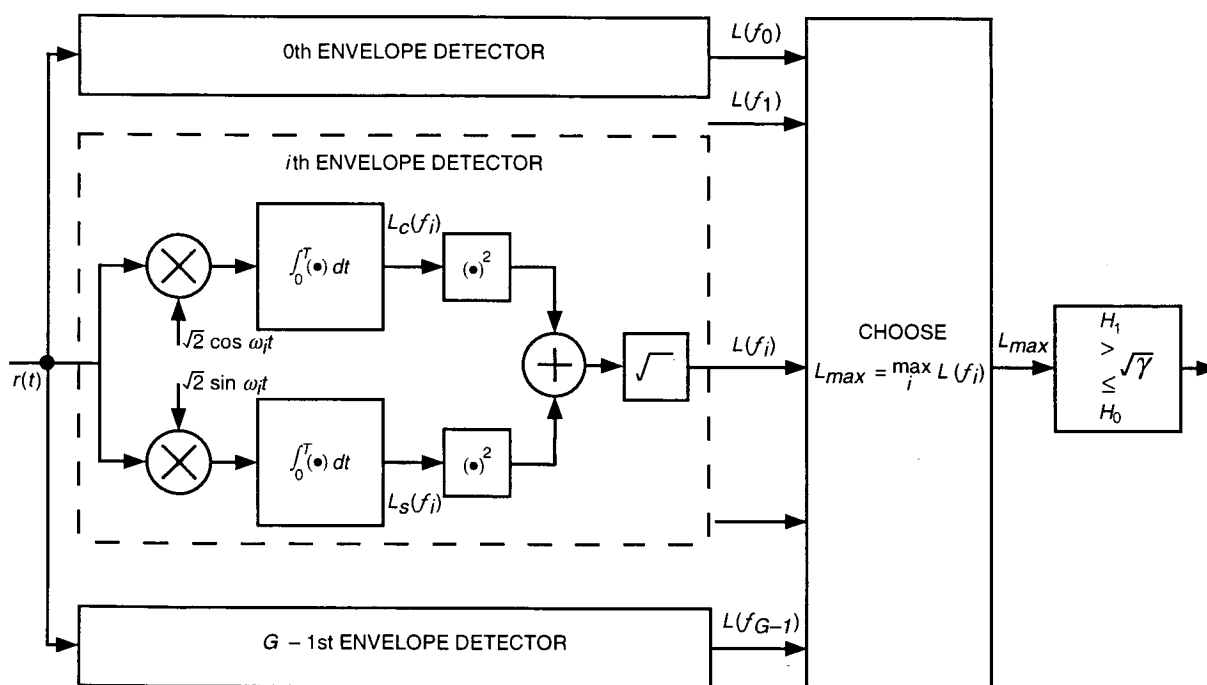 0th ENVELOPE DETECTOR
L(f0)
L(f1)
ith ENVELOPE DETECTOR
Lc(fi)
∫₀ᵀ(•) dt
(•)²
√2 cos ωit
r(t)
√2 sin ωit
∫₀ᵀ(•) dt
(•)²
Ls(fi)
√
L(fi)
CHOOSE
Lmax = max L(fi)
i
Lmax
H1
>
√γ
≤
H0
G – 1st ENVELOPE DETECTOR
L(fG–1)